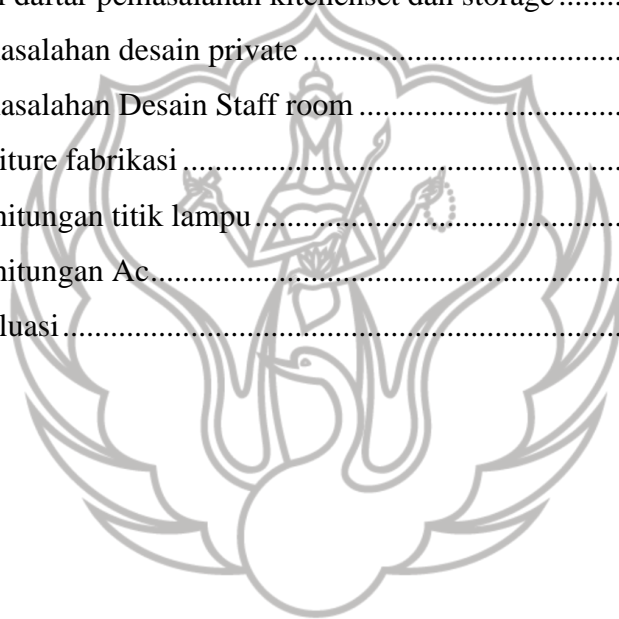 daftar pemasalahan kitchenset dan storage........
asalahan desain private........................................
asalahan Desain Staff room.................................
iture fabrikasi.......................................................
hitungan titik lampu..............................................
hitungan Ac...........................................................
luasi......................................................................